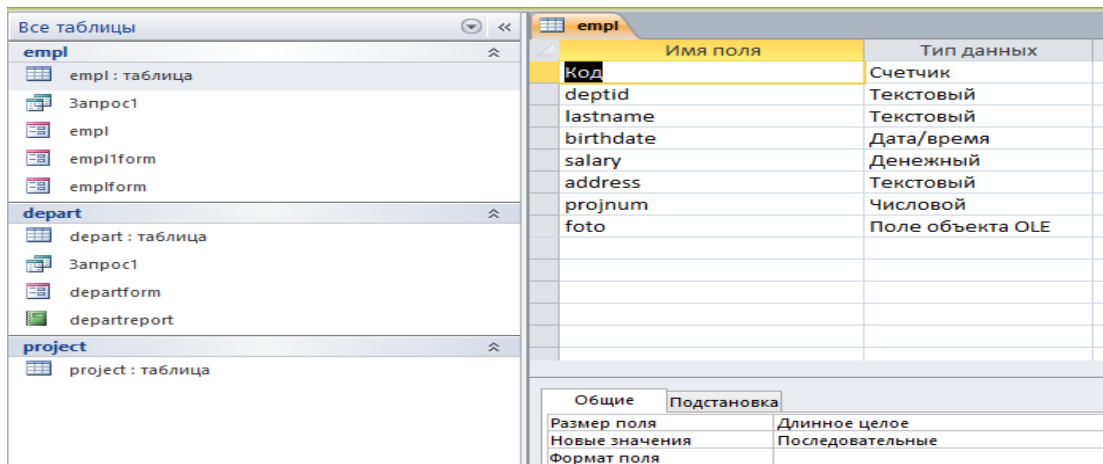 Все таблицы
empl
empl : таблица
Запрос1
empl
empl1form
emplform
depart
depart : таблица
Запрос1
departform
departreport
project
project : таблица
empl
Имя поля Тип данных
Код Счетчик
deptid Текстовый
lastname Текстовый
birthdate Дата/время
salary Денежный
address Текстовый
projnum Числовой
foto Поле объекта OLE
Общие Подстановка
Размер поля Длинное целое
Новые значения Последовательные
Формат поля